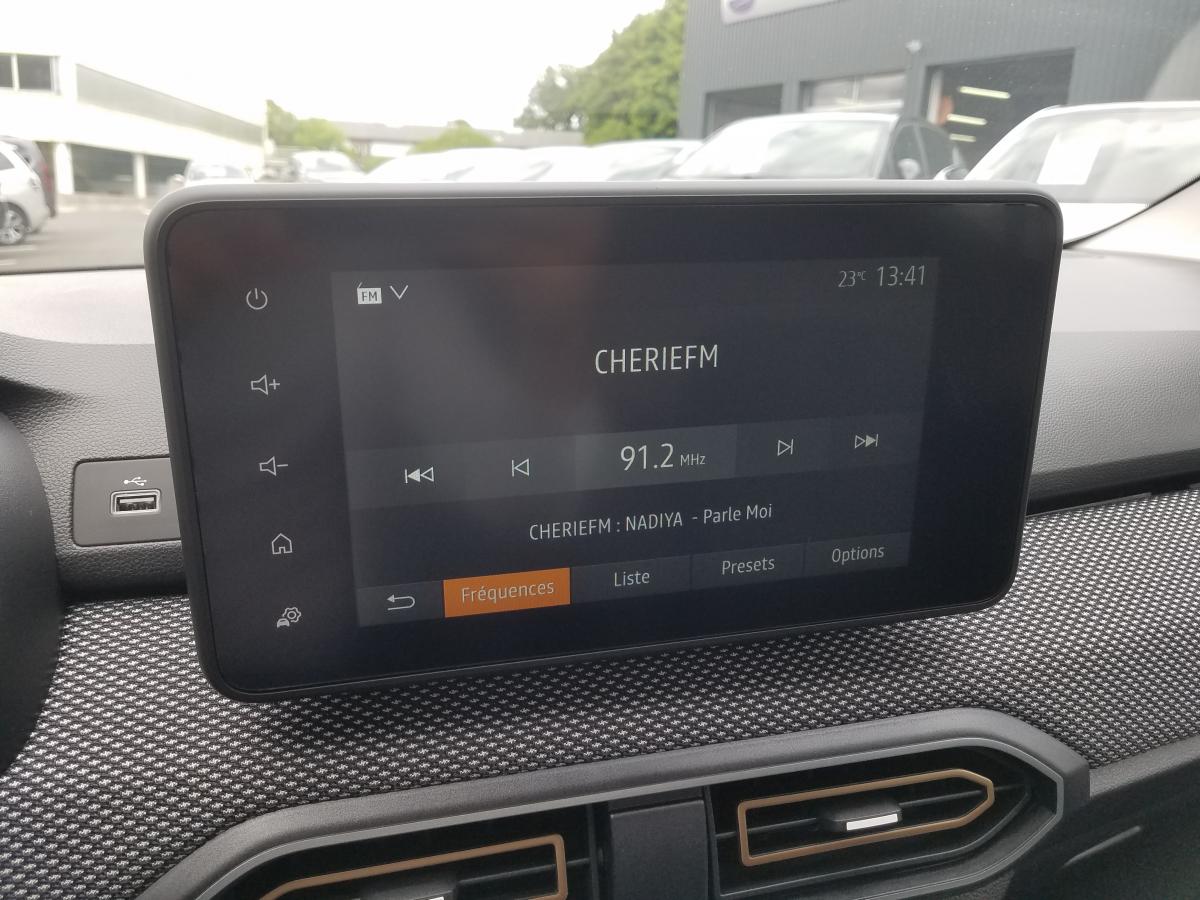 FM
23°C 13:41
CHERIEFM
91.2 MHz
CHERIEFM : NADIYA - Parle Moi
Fréquences Liste Presets Options